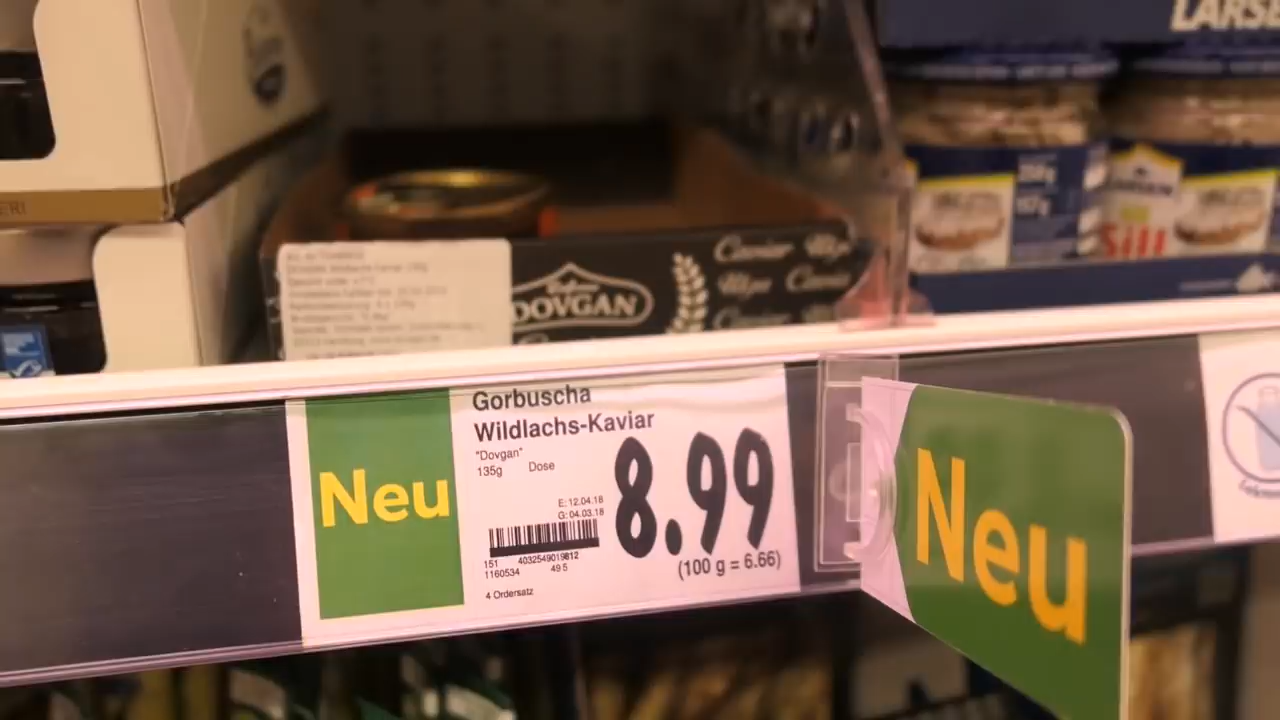 LARSE
ERI
DOVGAN
Caviar
Sill
Neu
Gorbuscha
Wildlachs-Kaviar
"Dovgan"
135g Dose
8.99
E: 12.04.18
G: 04.03.18
151 4032549019812
1160534 49 5
(100 g = 6.66)
4 Ordersatz
Neu